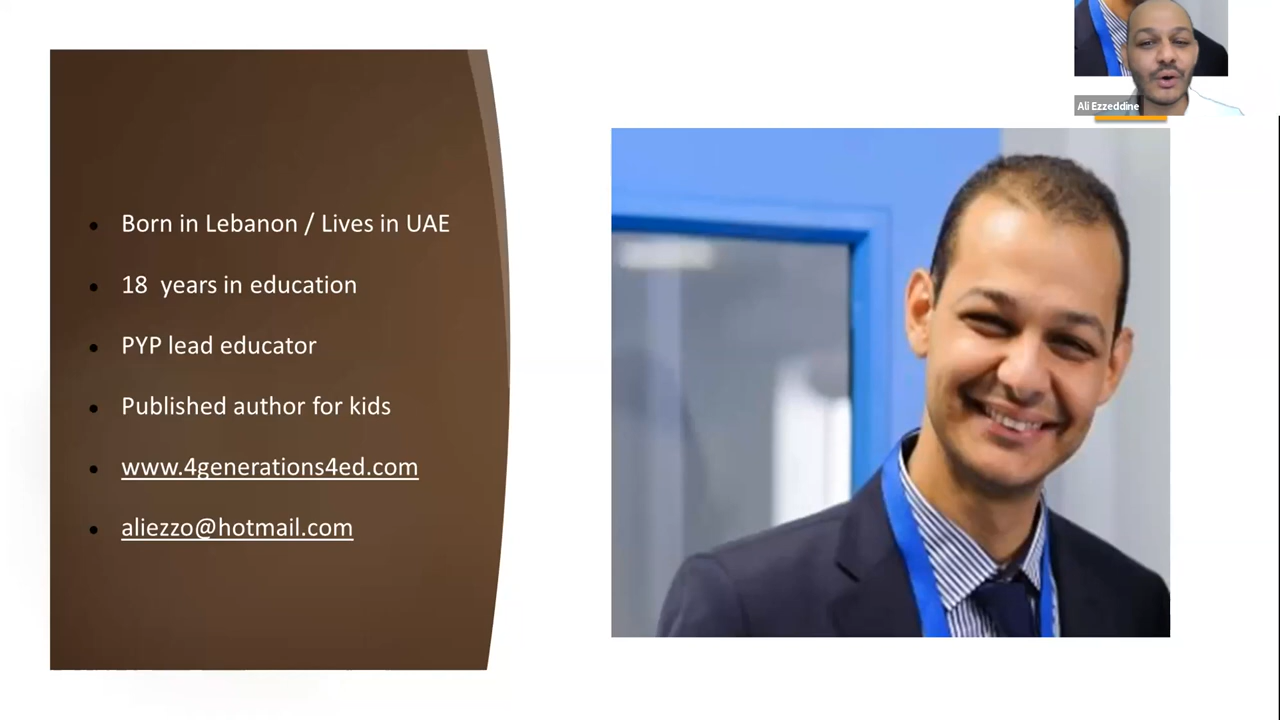 Ali Ezzeddine
Born in Lebanon / Lives in UAE
18 years in education
PYP lead educator
Published author for kids
www.4generations4ed.com
aliezzo@hotmail.com